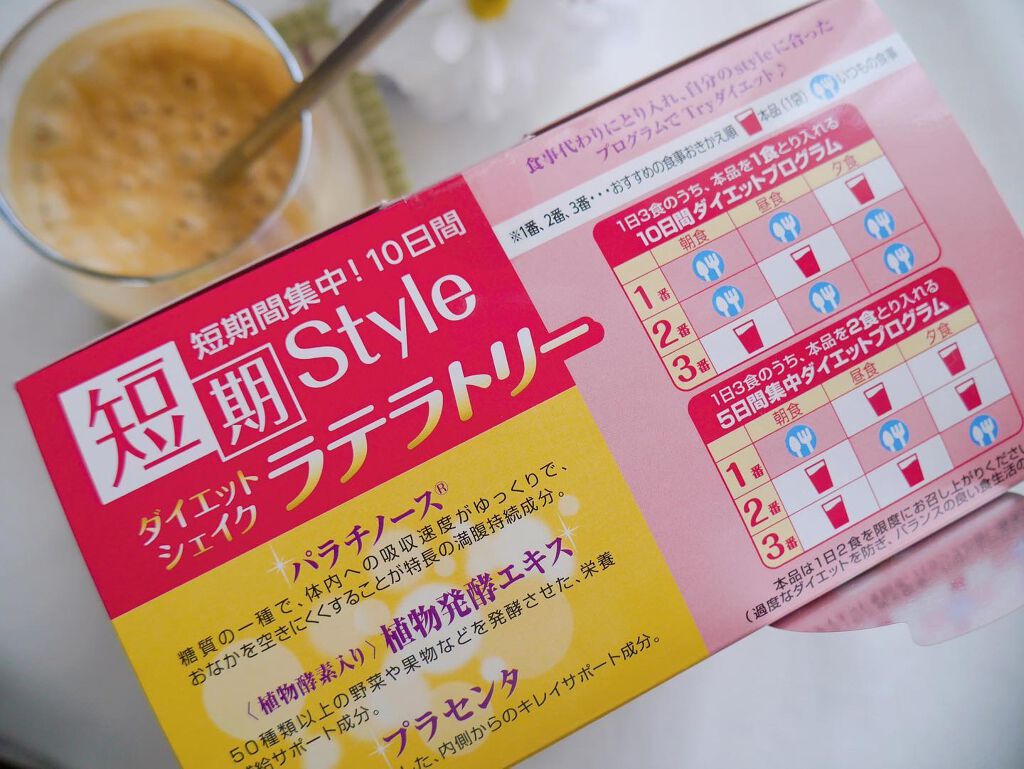 短期間集中！10日間
短期Style
ダイエット
シェイク
ラテラトリー
パラチノース®
糖質の一種で、体内への吸収速度がゆっくりで、
おなかを空きにくくすることが特長の満腹持続成分。
〈植物酵素入り〉植物発酵エキス
50種類以上の野菜や果物などを発酵させた、栄養
給サポート成分。
プラセンタ
した、内側からのキレイサポート成分。
食事代わりにとり入れ、自分のstyleに合った
プログラムでTryダイエット♪
※1番、2番、3番・・・おすすめの食事おきかえ順 本品（1袋） いつもの食事
1日3食のうち、本品を1食とり入れる
10日間ダイエットプログラム
朝食 昼食 夕食
1番
2番
3番
1日3食のうち、本品を2食とり入れる
5日間集中ダイエットプログラム
朝食 昼食 夕食
1番
2番
3番
本品は1日2食を限度にお召し上がりくださ
（過度なダイエットを防ぎ、バランスの良い食生活の